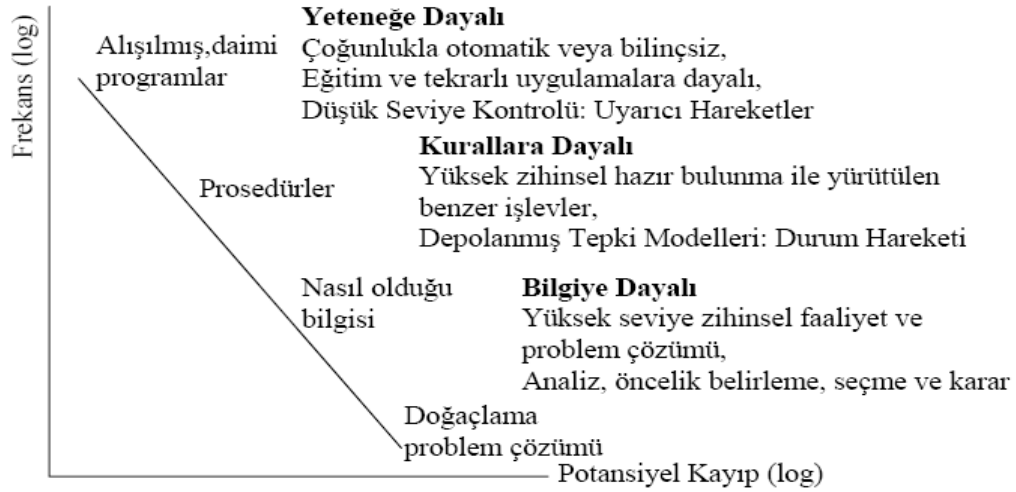 Frekans (log)
Alışılmış,daimi
programlar
Yeteneğe Dayalı
Çoğunlukla otomatik veya bilinçsiz,
Eğitim ve tekrarlı uygulamalara dayalı,
Düşük Seviye Kontrolü: Uyarıcı Hareketler
Prosedürler
Kurallara Dayalı
Yüksek zihinsel hazır bulunma ile yürütülen
benzer işlevler,
Depolanmış Tepki Modelleri: Durum Hareketi
Nasıl olduğu
bilgisi
Bilgiye Dayalı
Yüksek seviye zihinsel faaliyet ve
problem çözümü,
Analiz, öncelik belirleme, seçme ve karar
Doğaçlama
problem çözümü
Potansiyel Kayıp (log)